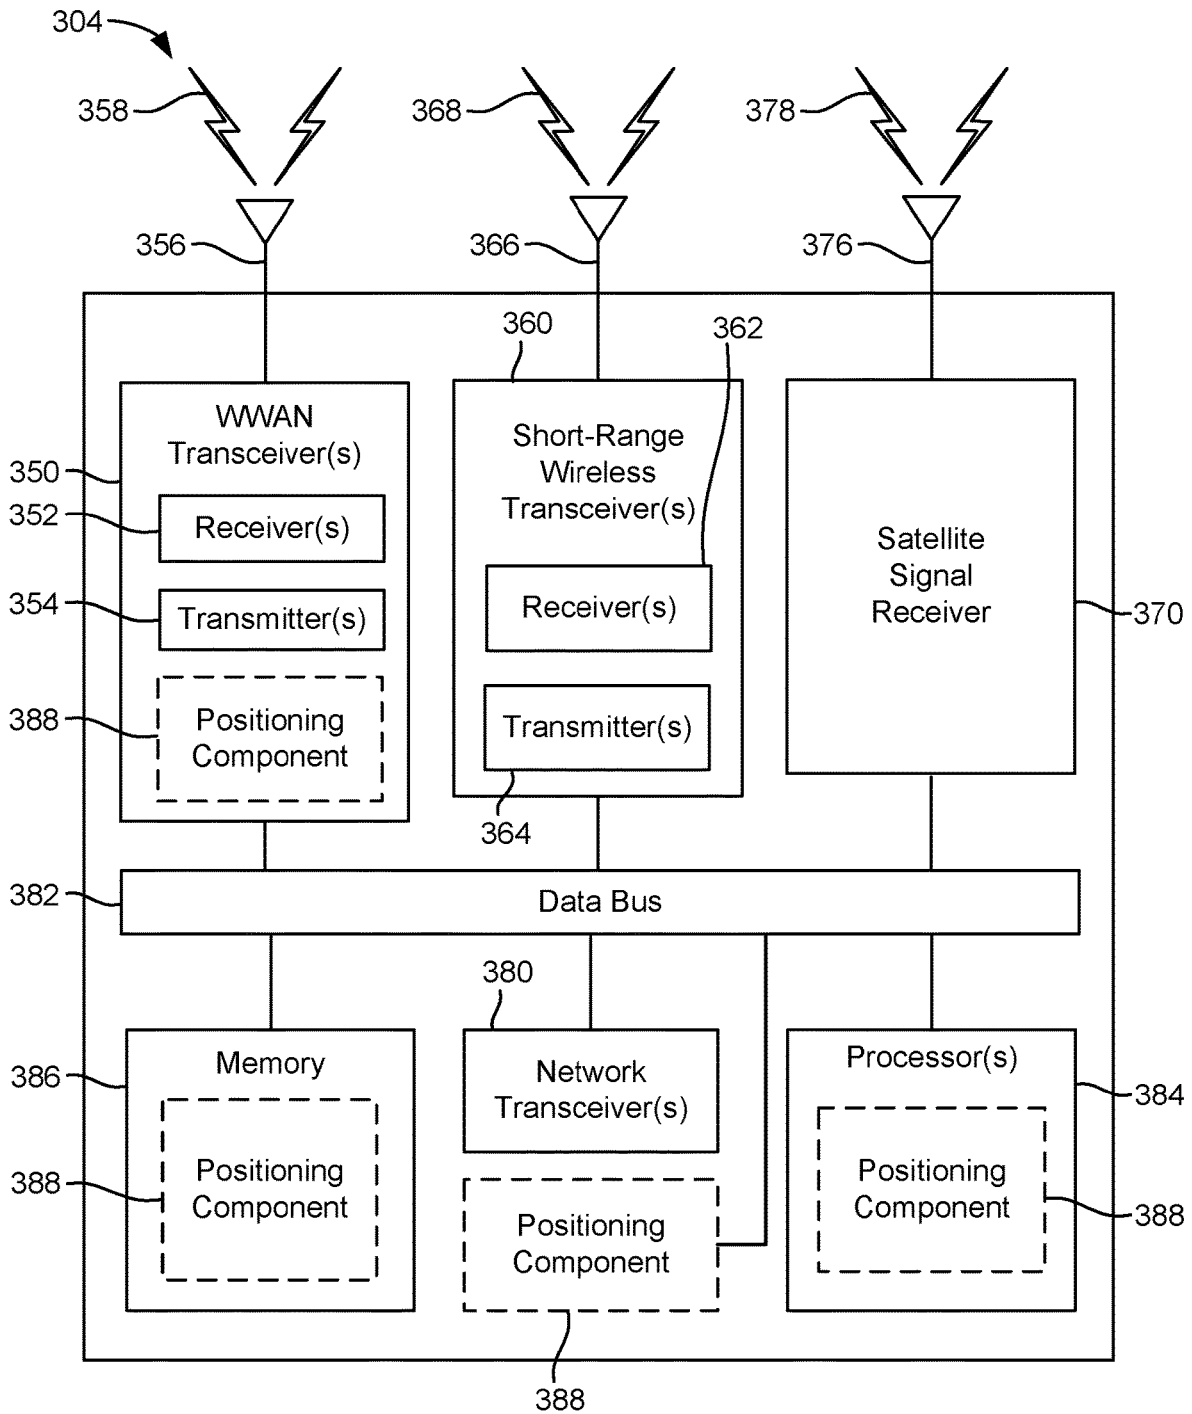 304
358
368
378
356
366
376
360
362
WWAN
Transceiver(s)
350
352
Receiver(s)
354
Transmitter(s)
388
Positioning
Component
Short-Range
Wireless
Transceiver(s)
Receiver(s)
Transmitter(s)
364
Satellite
Signal
Receiver
370
382
Data Bus
380
386
Memory
388
Positioning
Component
Network
Transceiver(s)
Positioning
Component
388
Processor(s)
384
Positioning
Component
388